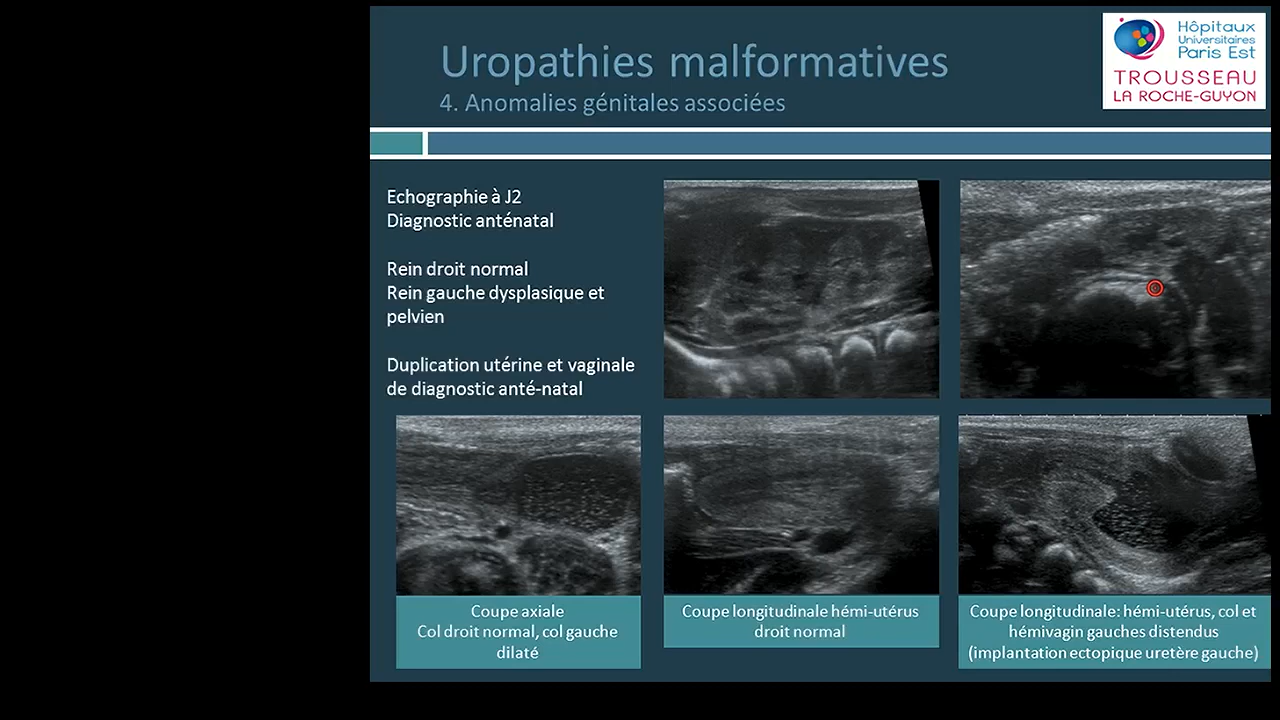 Uropathies malformatives
4. Anomalies génitales associées
Hôpitaux
Universitaires
Paris Est
TROUSSEAU
LA ROCHE-GUYON
Echographie à J2
Diagnostic anténatal
Rein droit normal
Rein gauche dysplasique et
pelvien
Duplication utérine et vaginale
de diagnostic anté-natal
Coupe axiale
Col droit normal, col gauche
dilaté
Coupe longitudinale hémi-utérus
droit normal
Coupe longitudinale: hémi-utérus, col et
hémivagin gauches distendus
(implantation ectopique uretère gauche)